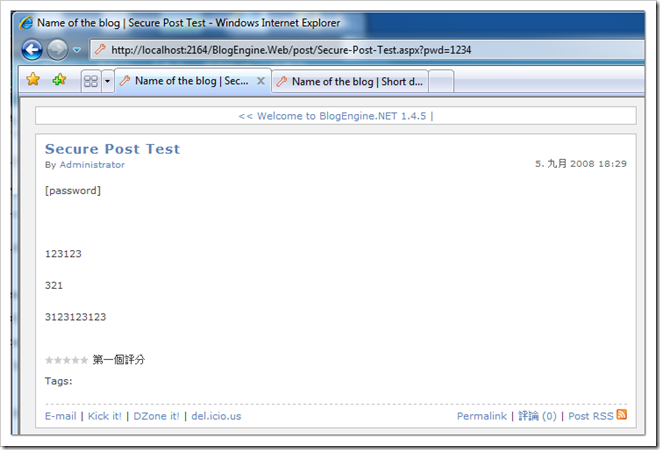 Name of the blog | Secure Post Test - Windows Internet Explorer
http://localhost:2164/BlogEngine.Web/post/Secure-Post-Test.aspx?pwd=1234
Name of the blog | Sec... Name of the blog | Short d...
<< Welcome to BlogEngine.NET 1.4.5 |
Secure Post Test
By Administrator 5. 九月 2008 18:29
[password]
123123
321
3123123123
第一個評分
Tags:
E-mail | Kick it! | DZone it! | del.icio.us Permalink | 評論 (0) | Post RSS